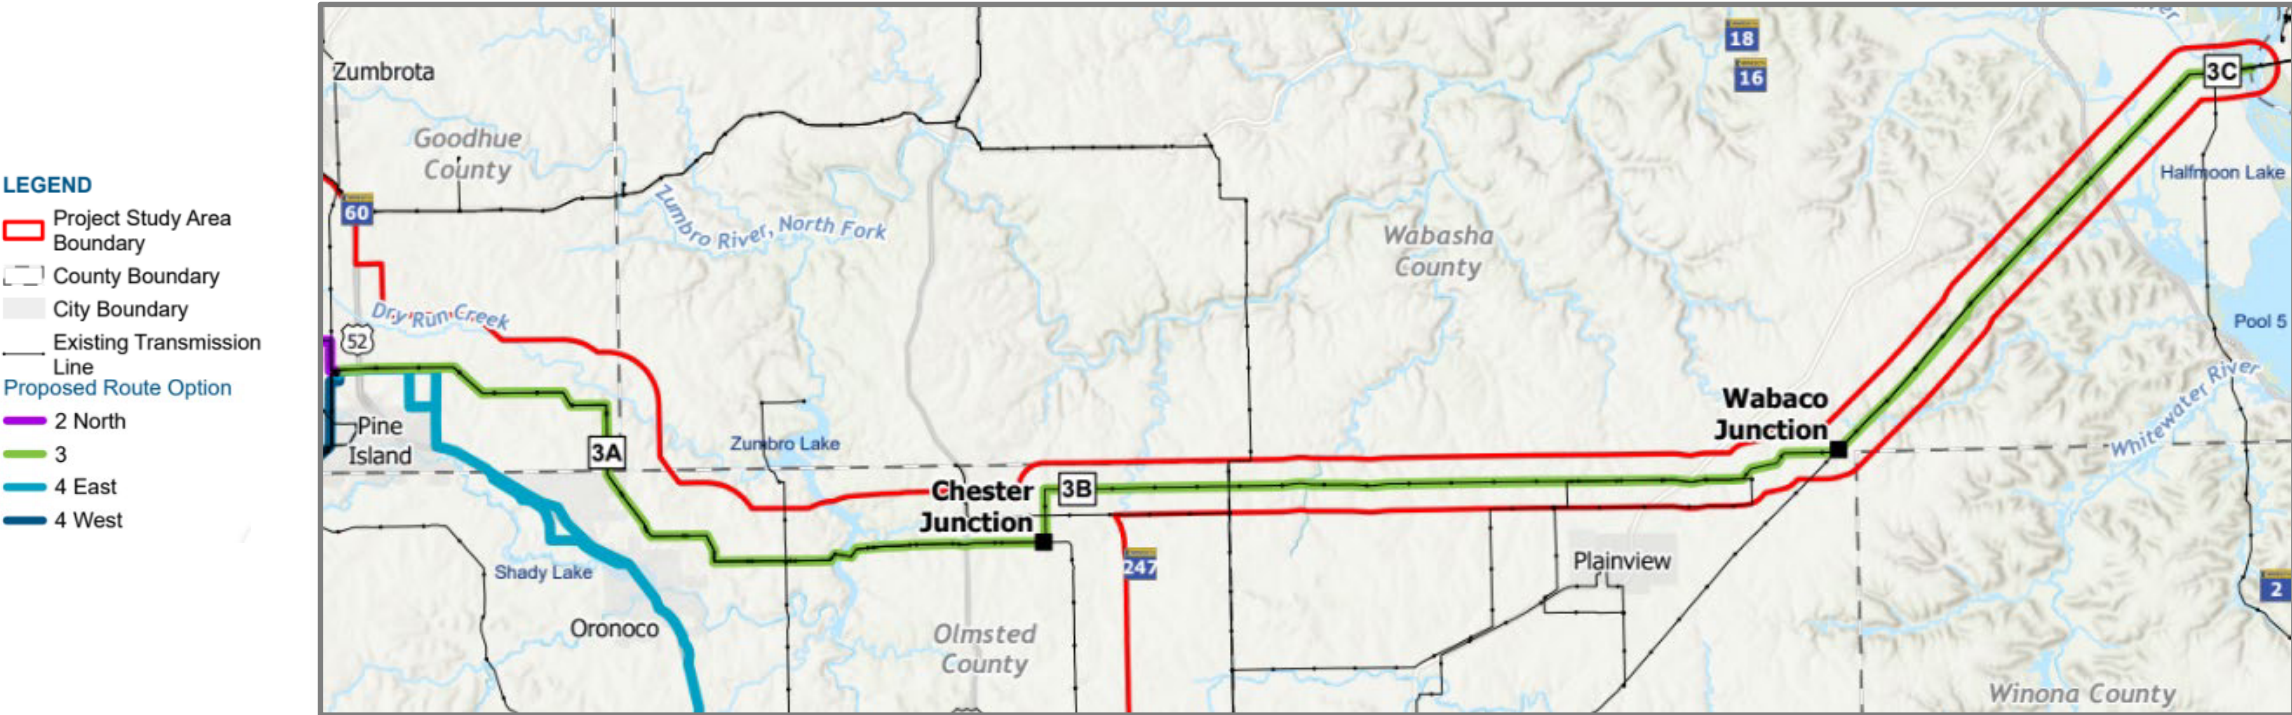 LEGEND
Project Study Area
Boundary
County Boundary
City Boundary
Existing Transmission
Line
Proposed Route Option
2 North
3
4 East
4 West
Zumbrota
Goodhue
County
60
Zumbro River, North Fork
Dry Run Creek
52
Pine
Island
3A
Zumbro Lake
Shady Lake
Oronoco
Chester
Junction
3B
247
Olmsted
County
18
16
Wabasha
County
Wabaco
Junction
Plainview
3C
Halfmoon Lake
Pool 5
Whitewater River
2
Winona County